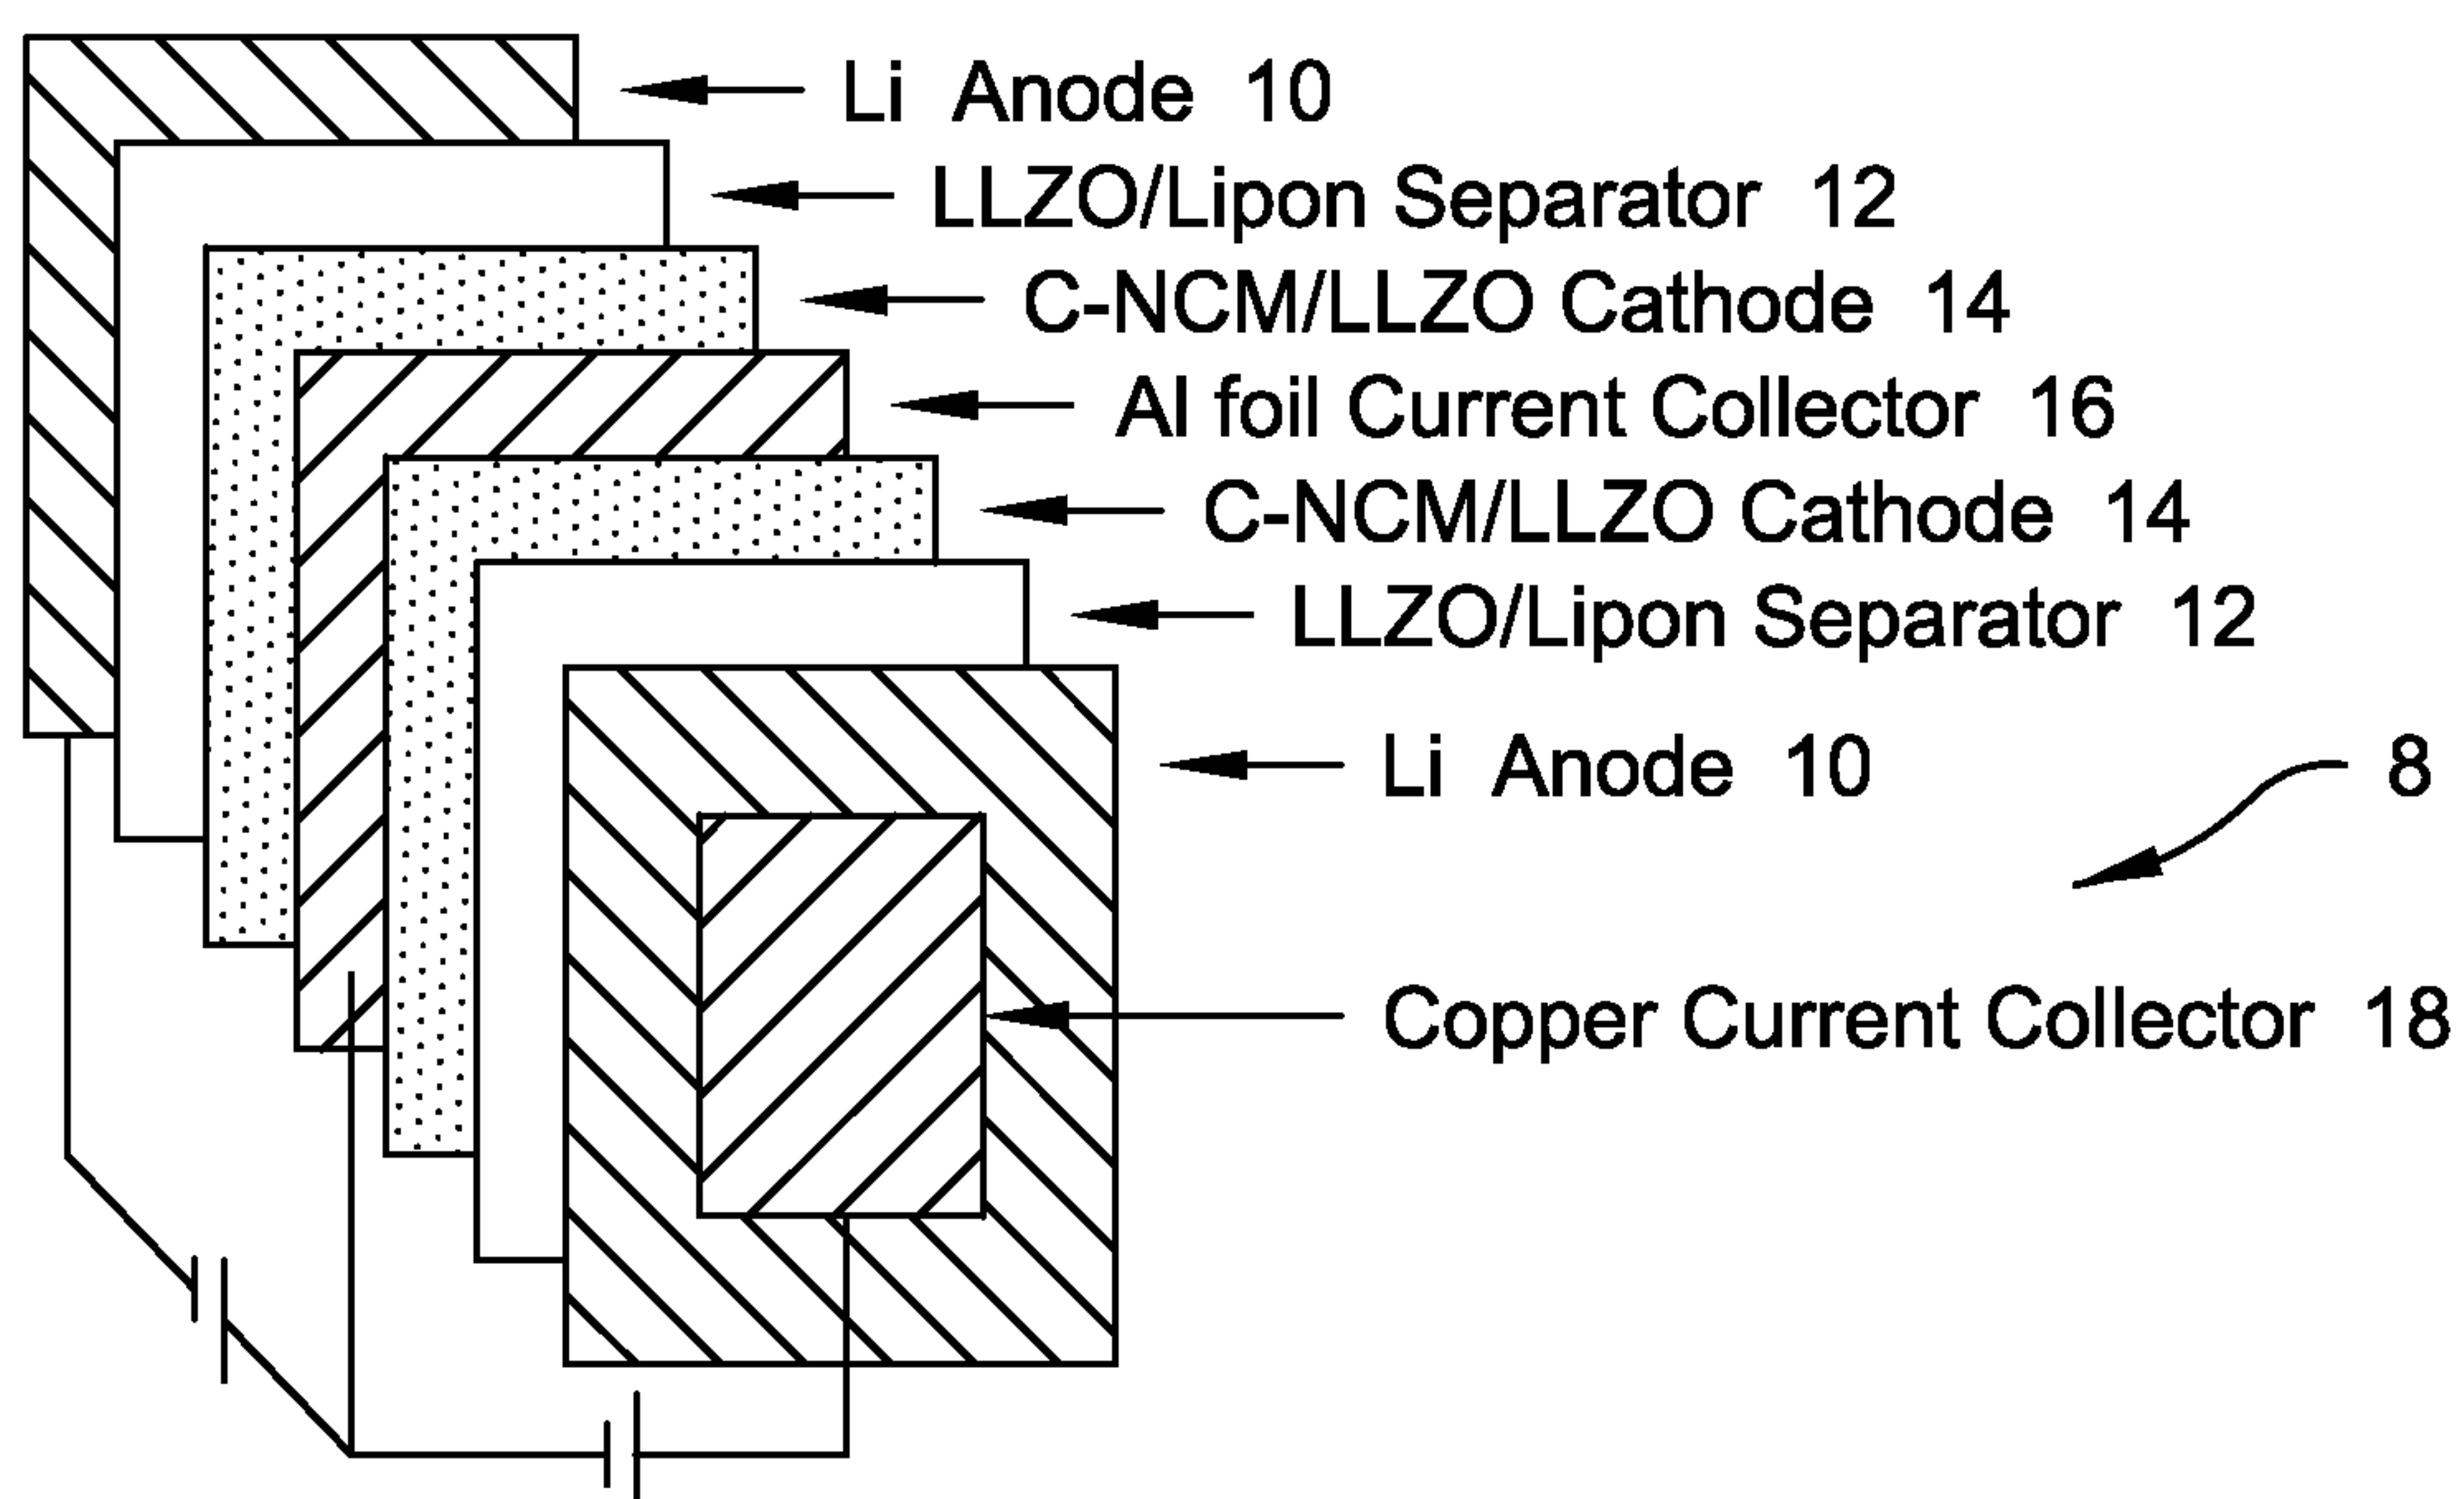 Li Anode 10
LLZO/Lipon Separator 12
C-NCM/LLZO Cathode 14
Al foil Current Collector 16
C-NCM/LLZO Cathode 14
LLZO/Lipon Separator 12
Li Anode 10
8
Copper Current Collector 18